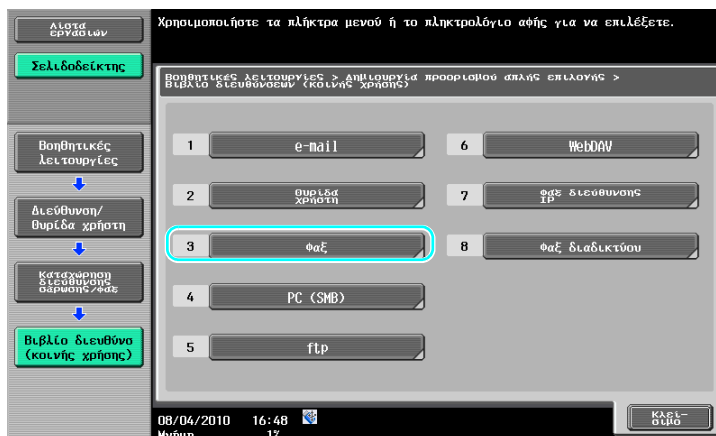 Λίστα
εργασιών
Χρησιμοποιήστε τα πλήκτρα μενού ή το πληκτρολόγιο αφής για να επιλέξετε.
Σελιδοδείκτης
Βοηθητικές λειτουργίες > Δημιουργία προορισμού απλής επιλογής >
Βιβλίο διευθύνσεων (κοινής χρήσης)
Βοηθητικές
λειτουργίες
Διεύθυνση/
Θυρίδα χρήστη
Καταχώρηση
διεύθυνσης
σάρωσης/φαξ
Βιβλίο διευθύνσ
(κοινής χρήσης)
1 e-mail
2 Θυρίδα
χρήστη
3 Φαξ
4 PC (SMB)
5 ftp
6 WebDAV
7 Φαξ διεύθυνσης
IP
8 Φαξ διαδικτύου
08/04/2010 16:48
Μνήμη 1%
Κλεί-
σιμο